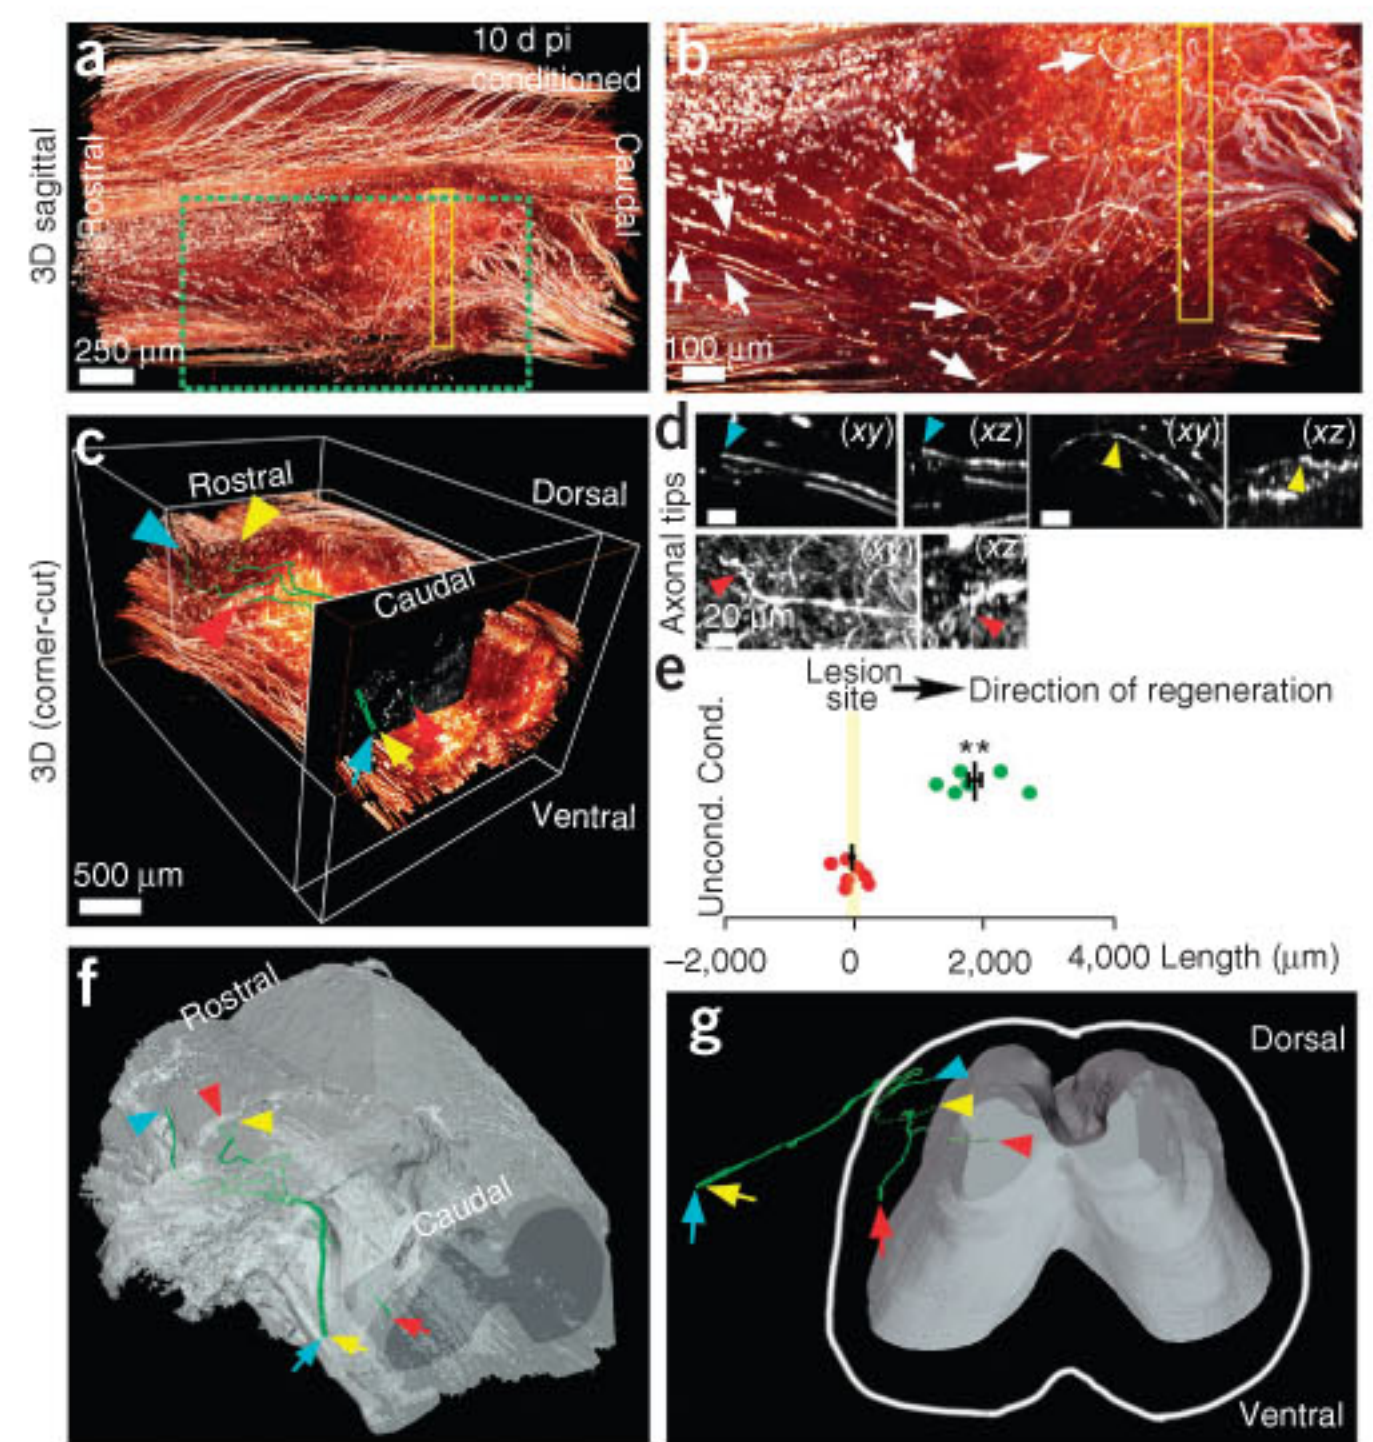 a
10 d pi
conditioned
3D sagittal
Rostral
Caudal
250 µm
b
100 µm
c
Rostral
Dorsal
Caudal
Ventral
3D (corner-cut)
500 µm
d
Axonal tips
(xy)
(xz)
(xy)
(xz)
(xy)
(xz)
20 µm
e
Lesion
site
Direction of regeneration
**
Uncond. Cond.
−2,000
0
2,000
4,000
Length (µm)
f
Rostral
Caudal
g
Dorsal
Ventral